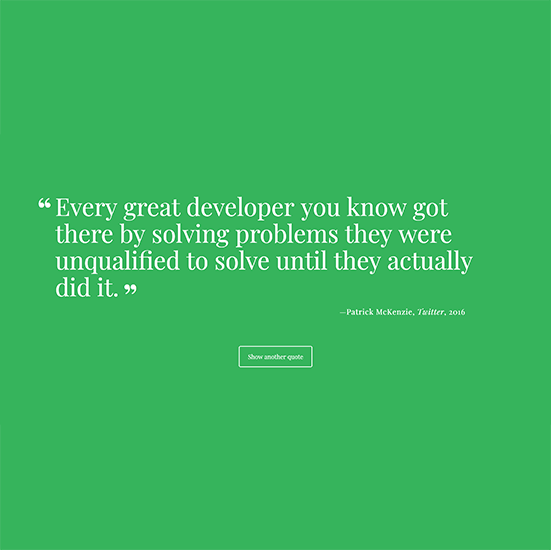 “Every great developer you know got
there by solving problems they were
unqualified to solve until they actually
did it.”
—Patrick McKenzie, Twitter, 2016
Show another quote